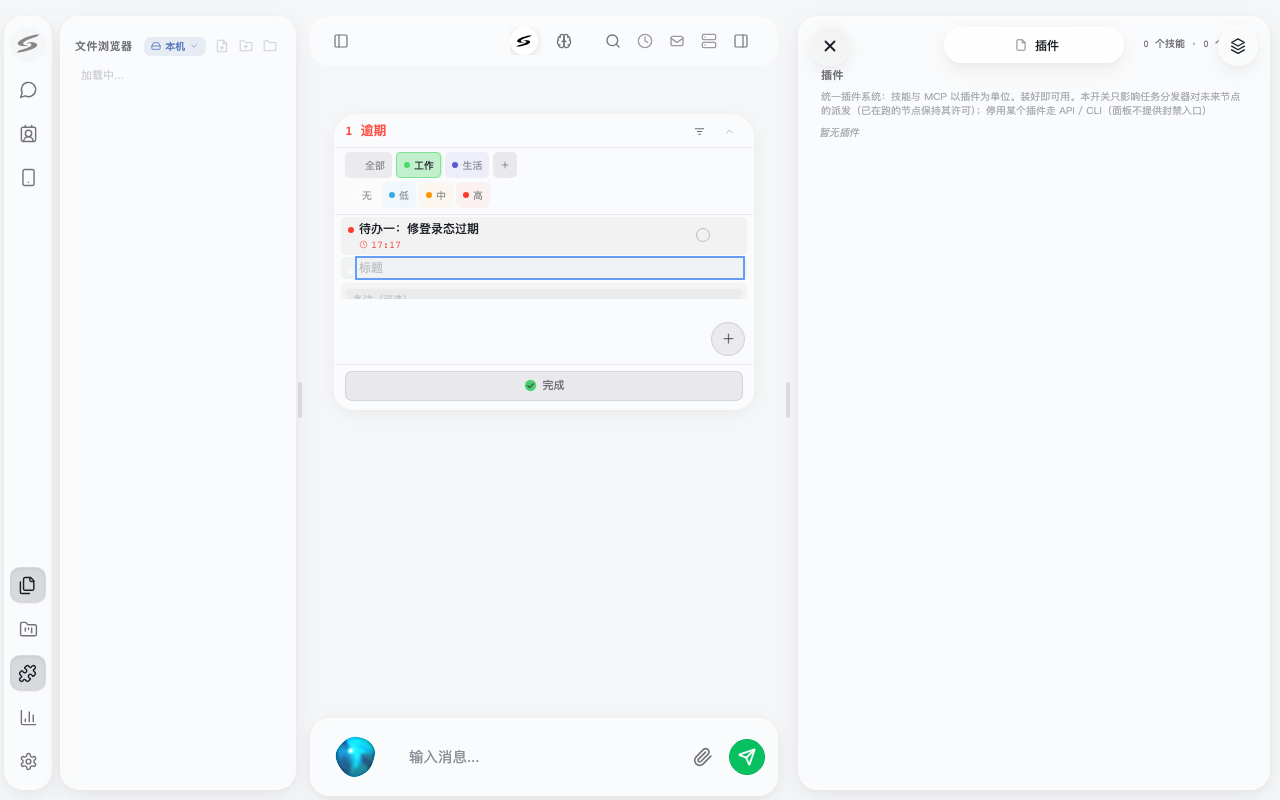 文件浏览器
本机
加载中...
1 逾期
全部
工作
生活
无
低
中
高
待办一: 修登录态过期
17:17
标题
备注 (可选)
完成
输入消息...
插件
0 个技能 · 0
插件
统一插件系统: 技能与 MCP 以插件为单位。装好即可用。本开关只影响任务分发器对未来节点
的派发（已在跑的节点保持其许可）; 停用某个插件走 API / CLI（面板不提供封禁入口）
暂无插件